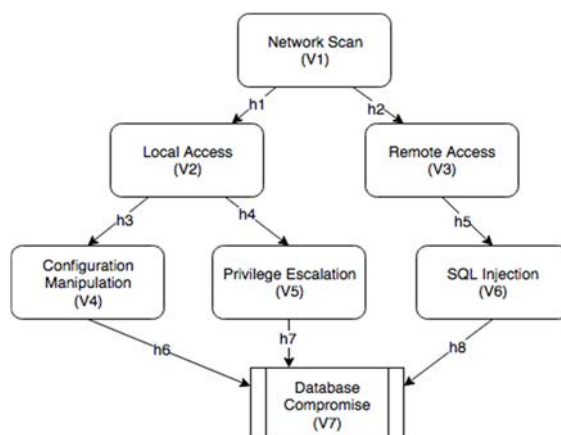 Network Scan
(V1)
h1
h2
Local Access
(V2)
Remote Access
(V3)
h3
h4
h5
Configuration
Manipulation
(V4)
Privilege Escalation
(V5)
SQL Injection
(V6)
h6
h7
h8
Database
Compromise
(V7)